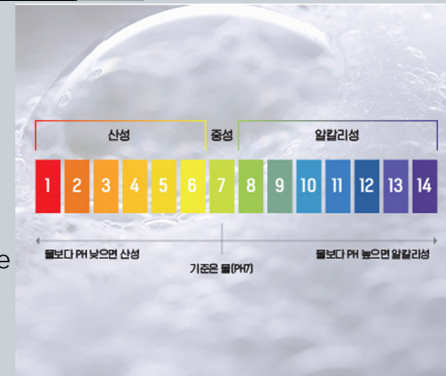 산성 중성 알칼리성
1 2 3 4 5 6 7 8 9 10 11 12 13 14
물보다 PH 낮으면 산성 물보다 PH 높으면 알칼리성
기준은 물(PH7)
e